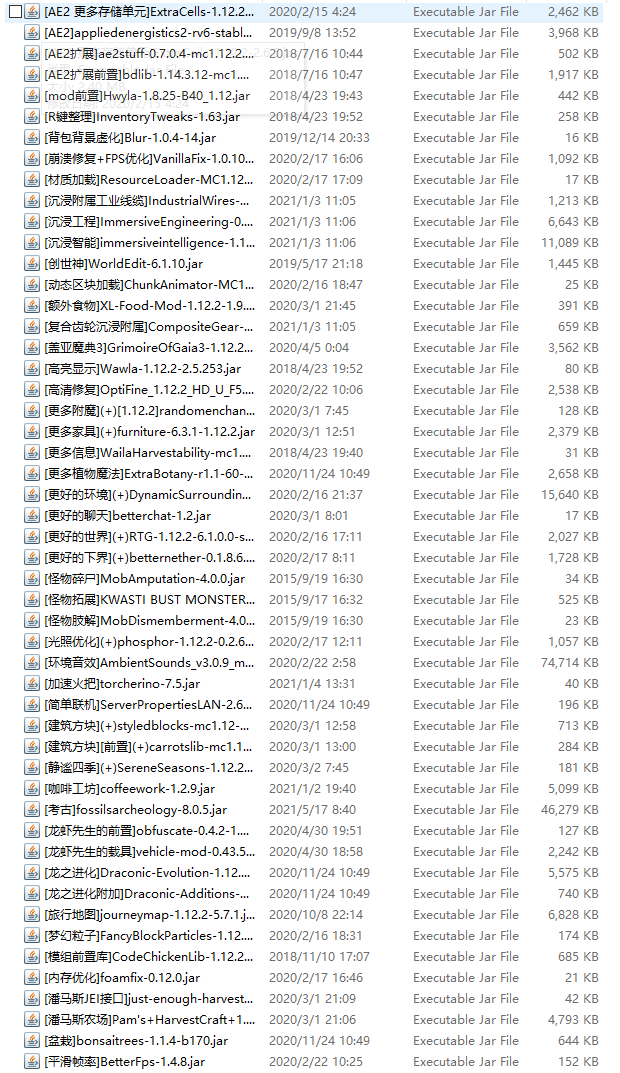 [AE2 更多存储单元]ExtraCells-1.12.2... 2020/2/15 4:24 Executable Jar File 2,462 KB
[AE2]appliedenergistics2-rv6-stabl... 2019/9/8 13:52 Executable Jar File 3,968 KB
[AE2扩展]ae2stuff-0.7.0.4-mc1.12.2... 2018/7/16 10:44 Executable Jar File 502 KB
[AE2扩展前置]bdlib-1.14.3.12-mc1.... 2018/7/16 10:47 Executable Jar File 1,917 KB
[mod前置]Hwyla-1.8.25-B40_1.12.jar 2018/4/23 19:43 Executable Jar File 442 KB
[R键整理]InventoryTweaks-1.63.jar 2018/4/23 19:52 Executable Jar File 258 KB
[背包背景虚化]Blur-1.0.4-14.jar 2019/12/14 20:33 Executable Jar File 16 KB
[崩溃修复+FPS优化]VanillaFix-1.0.10... 2020/2/17 16:06 Executable Jar File 1,092 KB
[材质加载]ResourceLoader-MC1.12... 2020/2/17 17:09 Executable Jar File 17 KB
[沉浸附属工业线缆]IndustrialWires-... 2021/1/3 11:05 Executable Jar File 1,213 KB
[沉浸工程]ImmersiveEngineering-0.... 2021/1/3 11:06 Executable Jar File 6,643 KB
[沉浸智能]immersiveintelligence-1.1... 2021/1/3 11:06 Executable Jar File 11,089 KB
[创世神]WorldEdit-6.1.10.jar 2019/5/17 21:18 Executable Jar File 1,445 KB
[动态区块加载]ChunkAnimator-MC1... 2020/2/16 18:47 Executable Jar File 25 KB
[额外食物]XL-Food-Mod-1.12.2-1.9.... 2020/3/1 21:45 Executable Jar File 391 KB
[复合齿轮沉浸附属]CompositeGear-... 2021/1/3 11:05 Executable Jar File 659 KB
[盖亚魔典3]GrimoireOfGaia3-1.12.2... 2020/4/5 0:04 Executable Jar File 3,562 KB
[高亮显示]Wawla-1.12.2-2.5.253.jar 2018/4/23 19:52 Executable Jar File 80 KB
[高清修复]OptiFine_1.12.2_HD_U_F5.... 2020/2/22 10:06 Executable Jar File 2,538 KB
[更多附魔](+)[1.12.2]randomenchan... 2020/3/1 7:45 Executable Jar File 128 KB
[更多家具](+)furniture-6.3.1-1.12.2.jar 2020/3/1 12:51 Executable Jar File 2,379 KB
[更多信息]WailaHarvestability-mc1.... 2018/4/23 19:40 Executable Jar File 31 KB
[更多植物魔法]ExtraBotany-r1.1-60-... 2020/11/24 10:49 Executable Jar File 2,658 KB
[更好的环境](+)DynamicSurroundin... 2020/2/16 21:37 Executable Jar File 15,640 KB
[更好的聊天]betterchat-1.2.jar 2020/3/1 8:01 Executable Jar File 17 KB
[更好的世界](+)RTG-1.12.2-6.1.0.0-s... 2020/2/16 17:11 Executable Jar File 2,027 KB
[更好的下界](+)betternether-0.1.8.6.... 2020/2/17 8:11 Executable Jar File 1,728 KB
[怪物碎尸]MobAmputation-4.0.0.jar 2015/9/19 16:30 Executable Jar File 34 KB
[怪物拓展]KWASTI BUST MONSTER... 2015/9/17 16:32 Executable Jar File 525 KB
[怪物肢解]MobDismemberment-4.0... 2015/9/19 16:30 Executable Jar File 23 KB
[光照优化](+)phosphor-1.12.2-0.2.6... 2020/2/17 12:11 Executable Jar File 1,057 KB
[环境音效]AmbientSounds_v3.0.9_m... 2020/2/22 2:58 Executable Jar File 74,714 KB
[加速火把]torcherino-7.5.jar 2021/1/4 13:31 Executable Jar File 40 KB
[简单联机]ServerPropertiesLAN-2.6... 2020/11/24 10:49 Executable Jar File 196 KB
[建筑方块](+)styledblocks-mc1.12-... 2020/3/1 12:58 Executable Jar File 713 KB
[建筑方块][前置](+)carrotslib-mc1.1... 2020/3/1 13:00 Executable Jar File 284 KB
[静谧四季](+)SereneSeasons-1.12.2... 2020/3/2 7:45 Executable Jar File 181 KB
[咖啡工坊]coffeework-1.2.9.jar 2021/1/2 19:40 Executable Jar File 5,099 KB
[考古]fossilsarcheology-8.0.5.jar 2021/5/17 8:40 Executable Jar File 46,279 KB
[龙虾先生的前置]obfuscate-0.4.2-1.... 2020/4/30 19:51 Executable Jar File 127 KB
[龙虾先生的载具]vehicle-mod-0.43.5... 2020/4/30 18:58 Executable Jar File 2,242 KB
[龙之进化]Draconic-Evolution-1.12.... 2020/11/24 10:49 Executable Jar File 5,575 KB
[龙之进化附加]Draconic-Additions-... 2020/11/24 10:49 Executable Jar File 740 KB
[旅行地图]journeymap-1.12.2-5.7.1.j... 2020/10/8 22:14 Executable Jar File 6,828 KB
[梦幻粒子]FancyBlockParticles-1.12.... 2020/2/16 18:31 Executable Jar File 174 KB
[模组前置库]CodeChickenLib-1.12.2... 2018/11/10 17:07 Executable Jar File 685 KB
[内存优化]foamfix-0.12.0.jar 2020/2/17 16:46 Executable Jar File 21 KB
[潘马斯JEI接口]just-enough-harvest... 2020/3/1 21:09 Executable Jar File 42 KB
[潘马斯农场]Pam's+HarvestCraft+1.... 2020/3/1 21:06 Executable Jar File 4,793 KB
[盆栽]bonsaitrees-1.1.4-b170.jar 2020/11/24 10:49 Executable Jar File 644 KB
[平滑帧率]BetterFps-1.4.8.jar 2020/2/22 10:25 Executable Jar File 152 KB